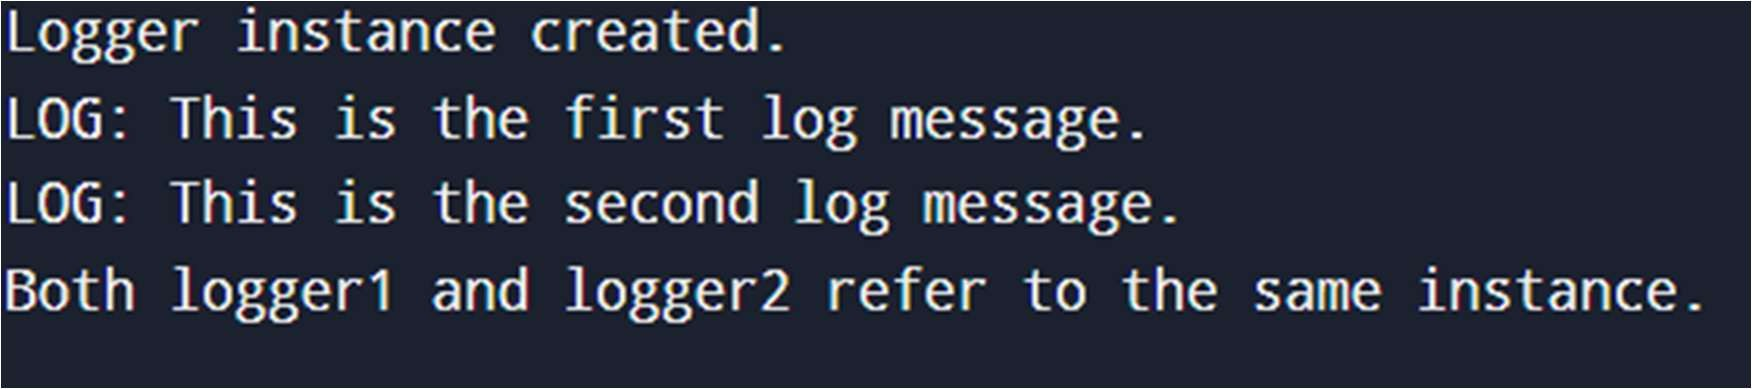 Logger instance created.
LOG: This is the first log message.
LOG: This is the second log message.
Both logger1 and logger2 refer to the same instance.